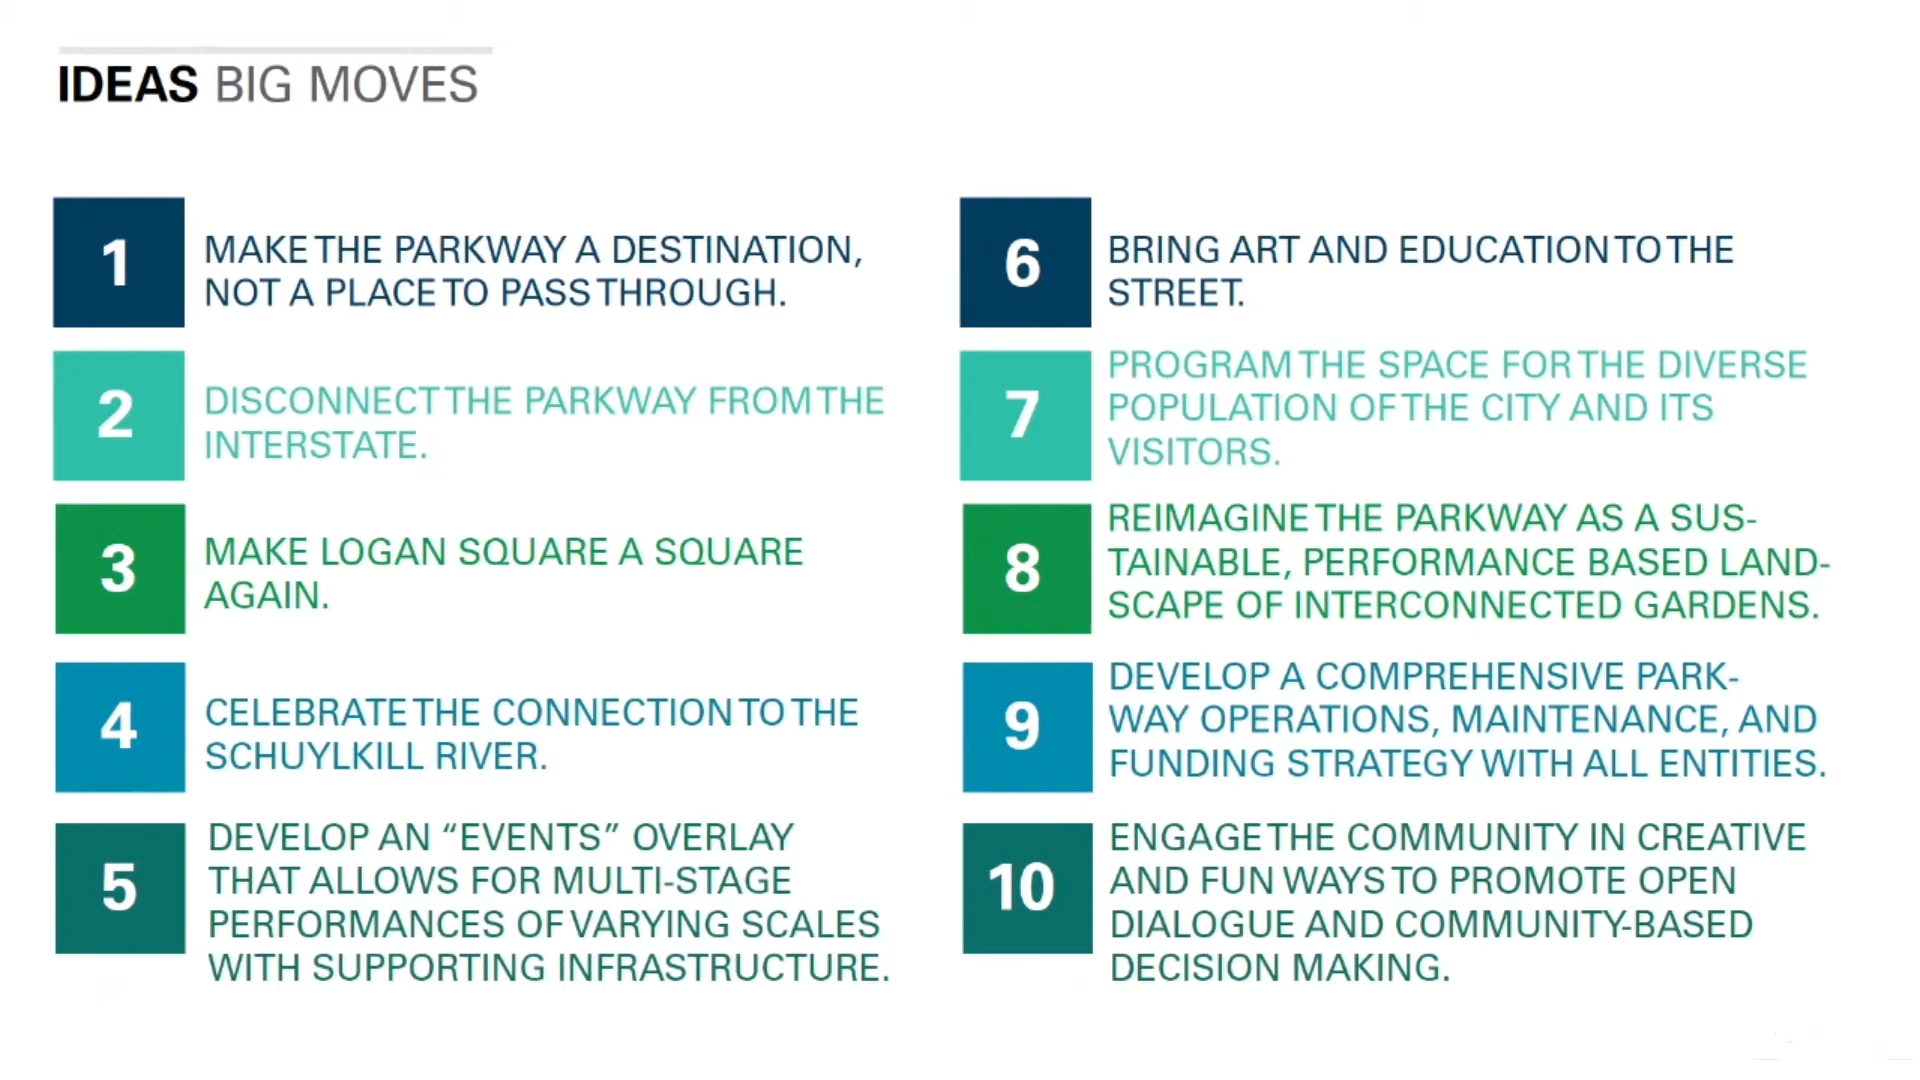 IDEAS BIG MOVES
1
MAKE THE PARKWAY A DESTINATION,
NOT A PLACE TO PASS THROUGH.
2
DISCONNECT THE PARKWAY FROM THE
INTERSTATE.
3
MAKE LOGAN SQUARE A SQUARE
AGAIN.
4
CELEBRATE THE CONNECTION TO THE
SCHUYLKILL RIVER.
5
DEVELOP AN “EVENTS” OVERLAY
THAT ALLOWS FOR MULTI-STAGE
PERFORMANCES OF VARYING SCALES
WITH SUPPORTING INFRASTRUCTURE.
6
BRING ART AND EDUCATION TO THE
STREET.
7
PROGRAM THE SPACE FOR THE DIVERSE
POPULATION OF THE CITY AND ITS
VISITORS.
8
REIMAGINE THE PARKWAY AS A SUS-
TAINABLE, PERFORMANCE BASED LAND-
SCAPE OF INTERCONNECTED GARDENS.
9
DEVELOP A COMPREHENSIVE PARK-
WAY OPERATIONS, MAINTENANCE, AND
FUNDING STRATEGY WITH ALL ENTITIES.
10
ENGAGE THE COMMUNITY IN CREATIVE
AND FUN WAYS TO PROMOTE OPEN
DIALOGUE AND COMMUNITY-BASED
DECISION MAKING.